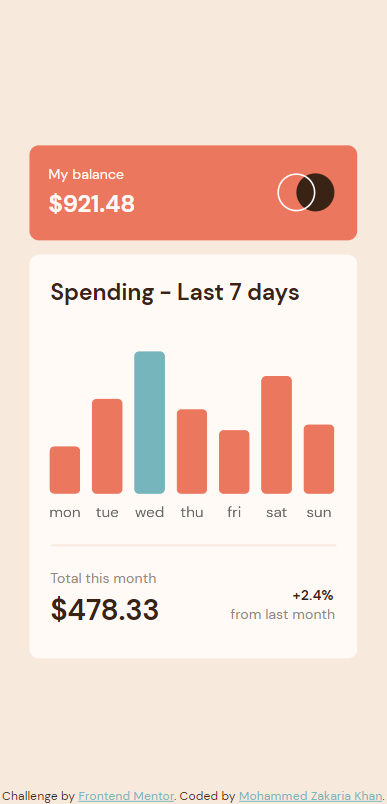 My balance
$921.48
Spending - Last 7 days
mon tue wed thu fri sat sun
Total this month
$478.33
+2.4%
from last month
Challenge by Frontend Mentor. Coded by Mohammed Zakaria Khan.